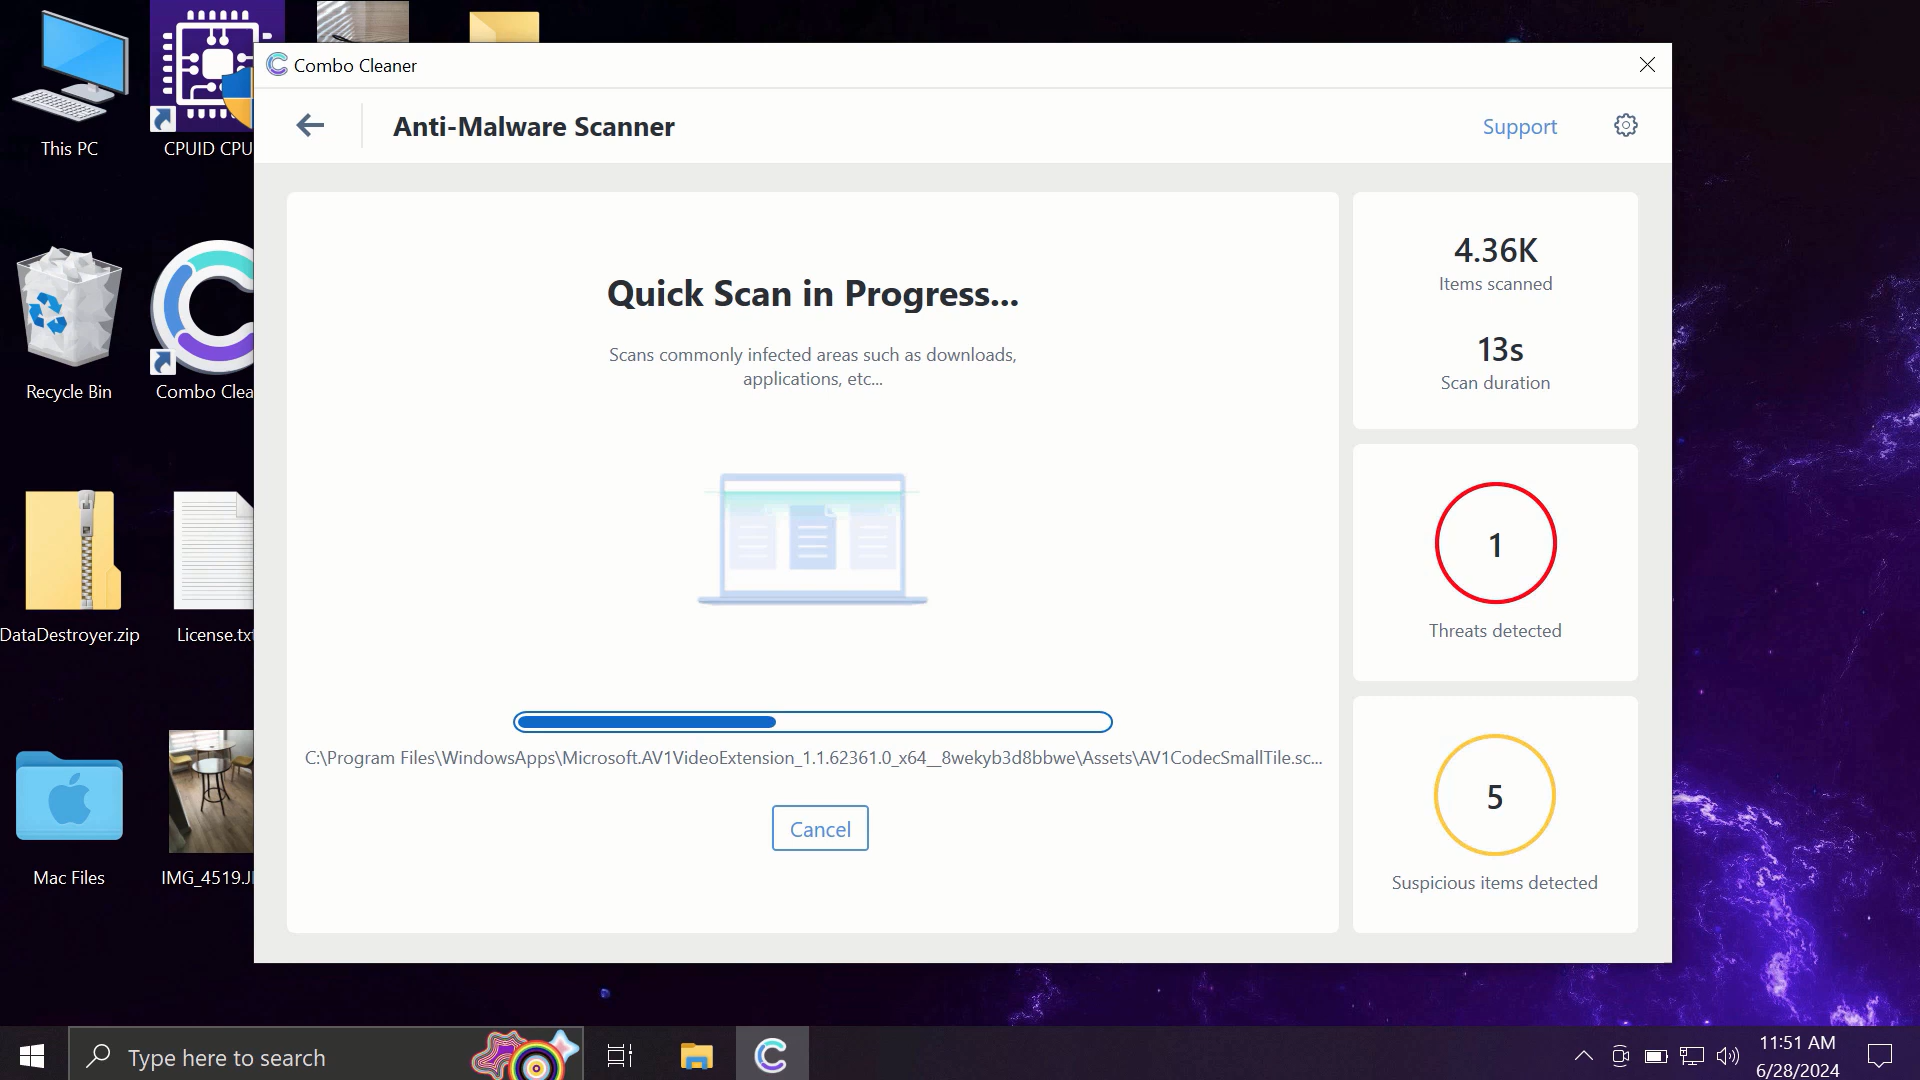 Combo Cleaner
Anti-Malware Scanner
Support
This PC
CPUID CPU
Recycle Bin
Combo Clea
DataDestroyer.zip
License.txt
Mac Files
IMG_4519.J
Quick Scan in Progress...
Scans commonly infected areas such as downloads,
applications, etc...
C:\Program Files\WindowsApps\Microsoft.AV1VideoExtension_1.1.62361.0_x64__8wekyb3d8bbwe\Assets\AV1CodecSmallTile.sc...
Cancel
4.36K
Items scanned
13s
Scan duration
1
Threats detected
5
Suspicious items detected
Type here to search
11:51 AM
6/28/2024